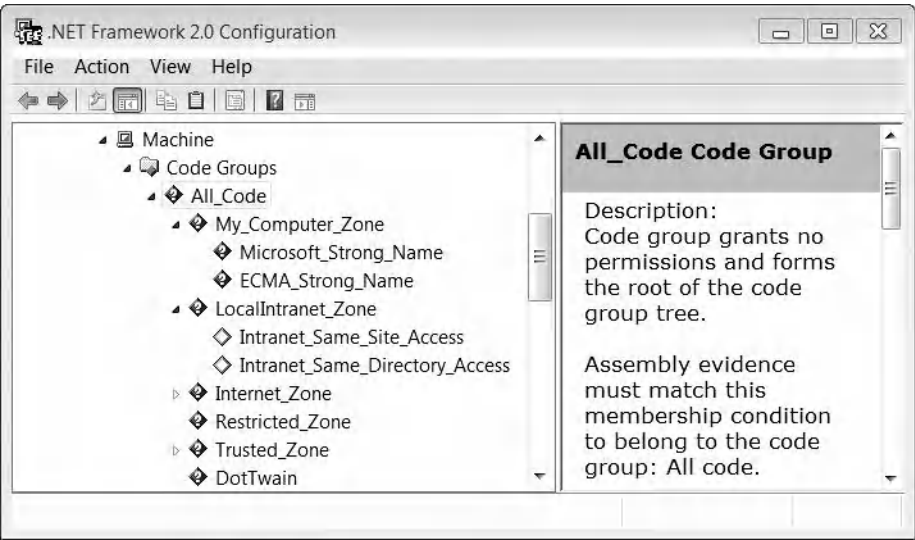 .NET Framework 2.0 Configuration
File Action View Help
Machine
Code Groups
All_Code
My_Computer_Zone
Microsoft_Strong_Name
ECMA_Strong_Name
LocalIntranet_Zone
Intranet_Same_Site_Access
Intranet_Same_Directory_Access
Internet_Zone
Restricted_Zone
Trusted_Zone
DotTwain
All_Code Code Group
Description:
Code group grants no
permissions and forms
the root of the code
group tree.
Assembly evidence
must match this
membership condition
to belong to the code
group: All code.